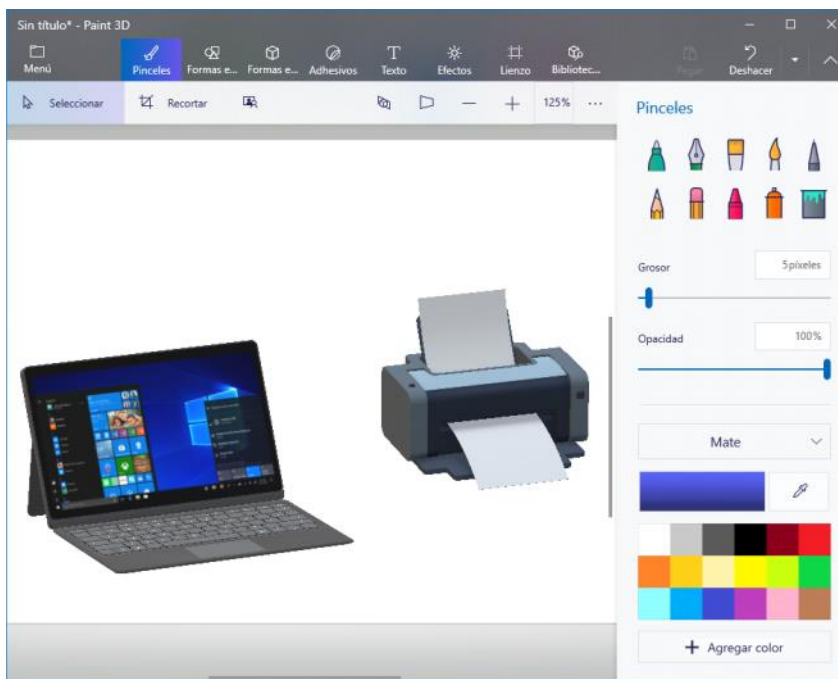 Sin título* - Paint 3D
Menú
Pinceles
Formas e...
Formas e...
Adhesivos
Texto
Efectos
Lienzo
Bibliotec...
Pegar
Deshacer
Seleccionar
Recortar
125%
...
Pinceles
Grosor
5píxeles
Opacidad
100%
Mate
+ Agregar color